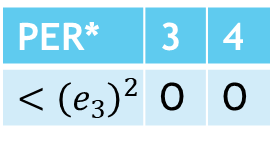 PER* 3 4
< (e₃)² 0 0